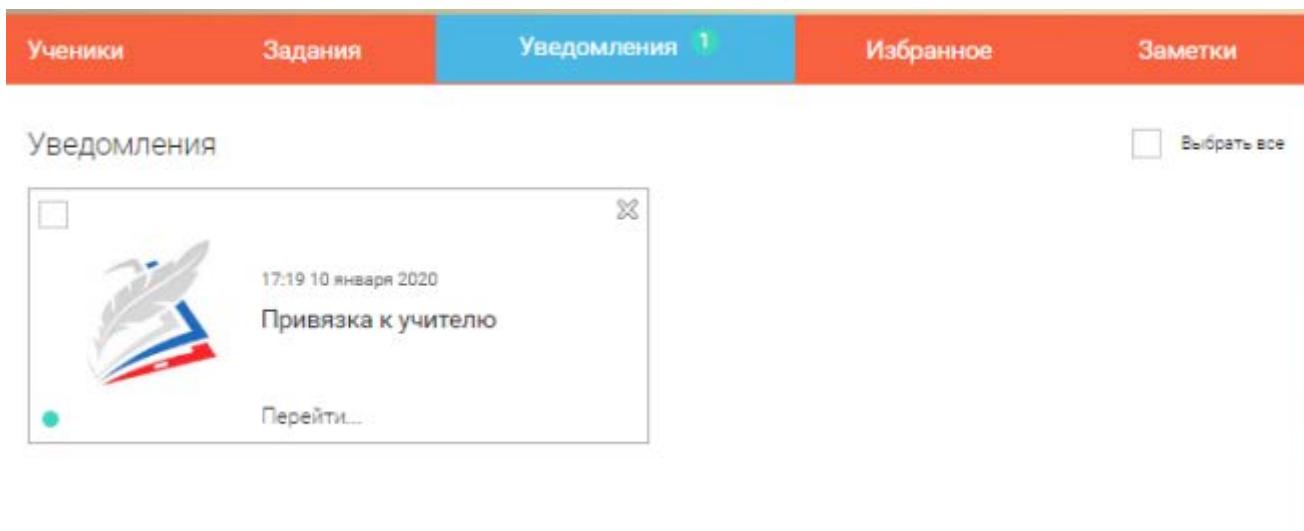 Ученики Задания Уведомления 1 Избранное Заметки
Уведомления Выбрать все
17:19 10 января 2020
Привязка к учителю
Перейти...